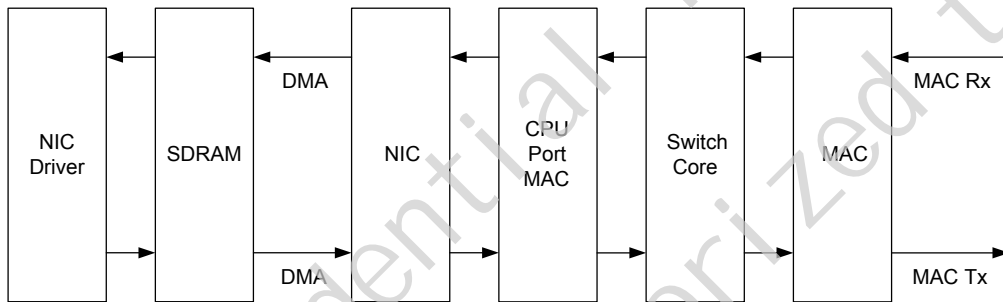 DMA
MAC Rx
NIC
Driver
SDRAM
NIC
CPU
Port
MAC
Switch
Core
MAC
DMA
MAC Tx